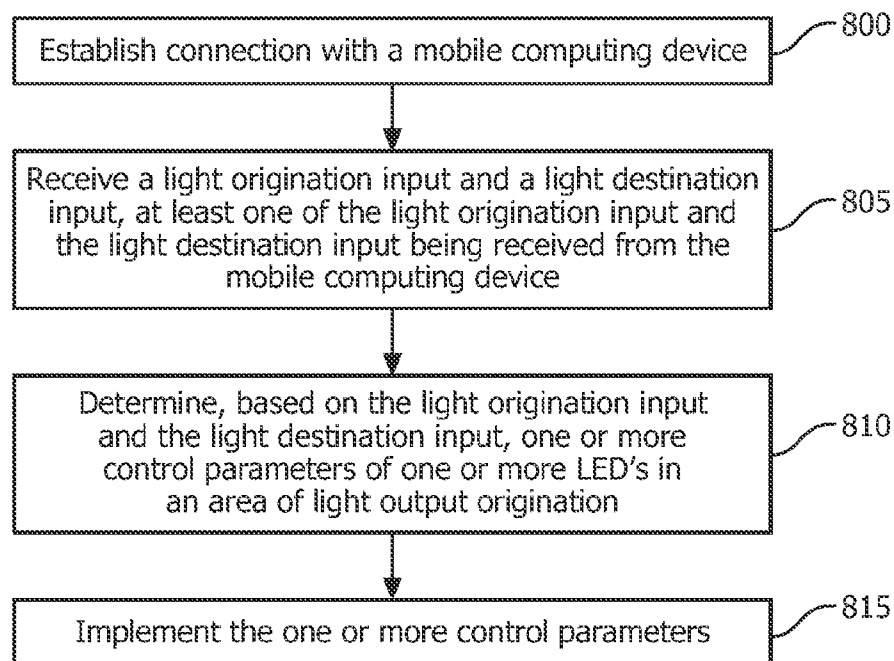 Establish connection with a mobile computing device
800
Receive a light origination input and a light destination
input, at least one of the light origination input and
the light destination input being received from the
mobile computing device
805
Determine, based on the light origination input
and the light destination input, one or more
control parameters of one or more LED's in
an area of light output origination
810
Implement the one or more control parameters
815